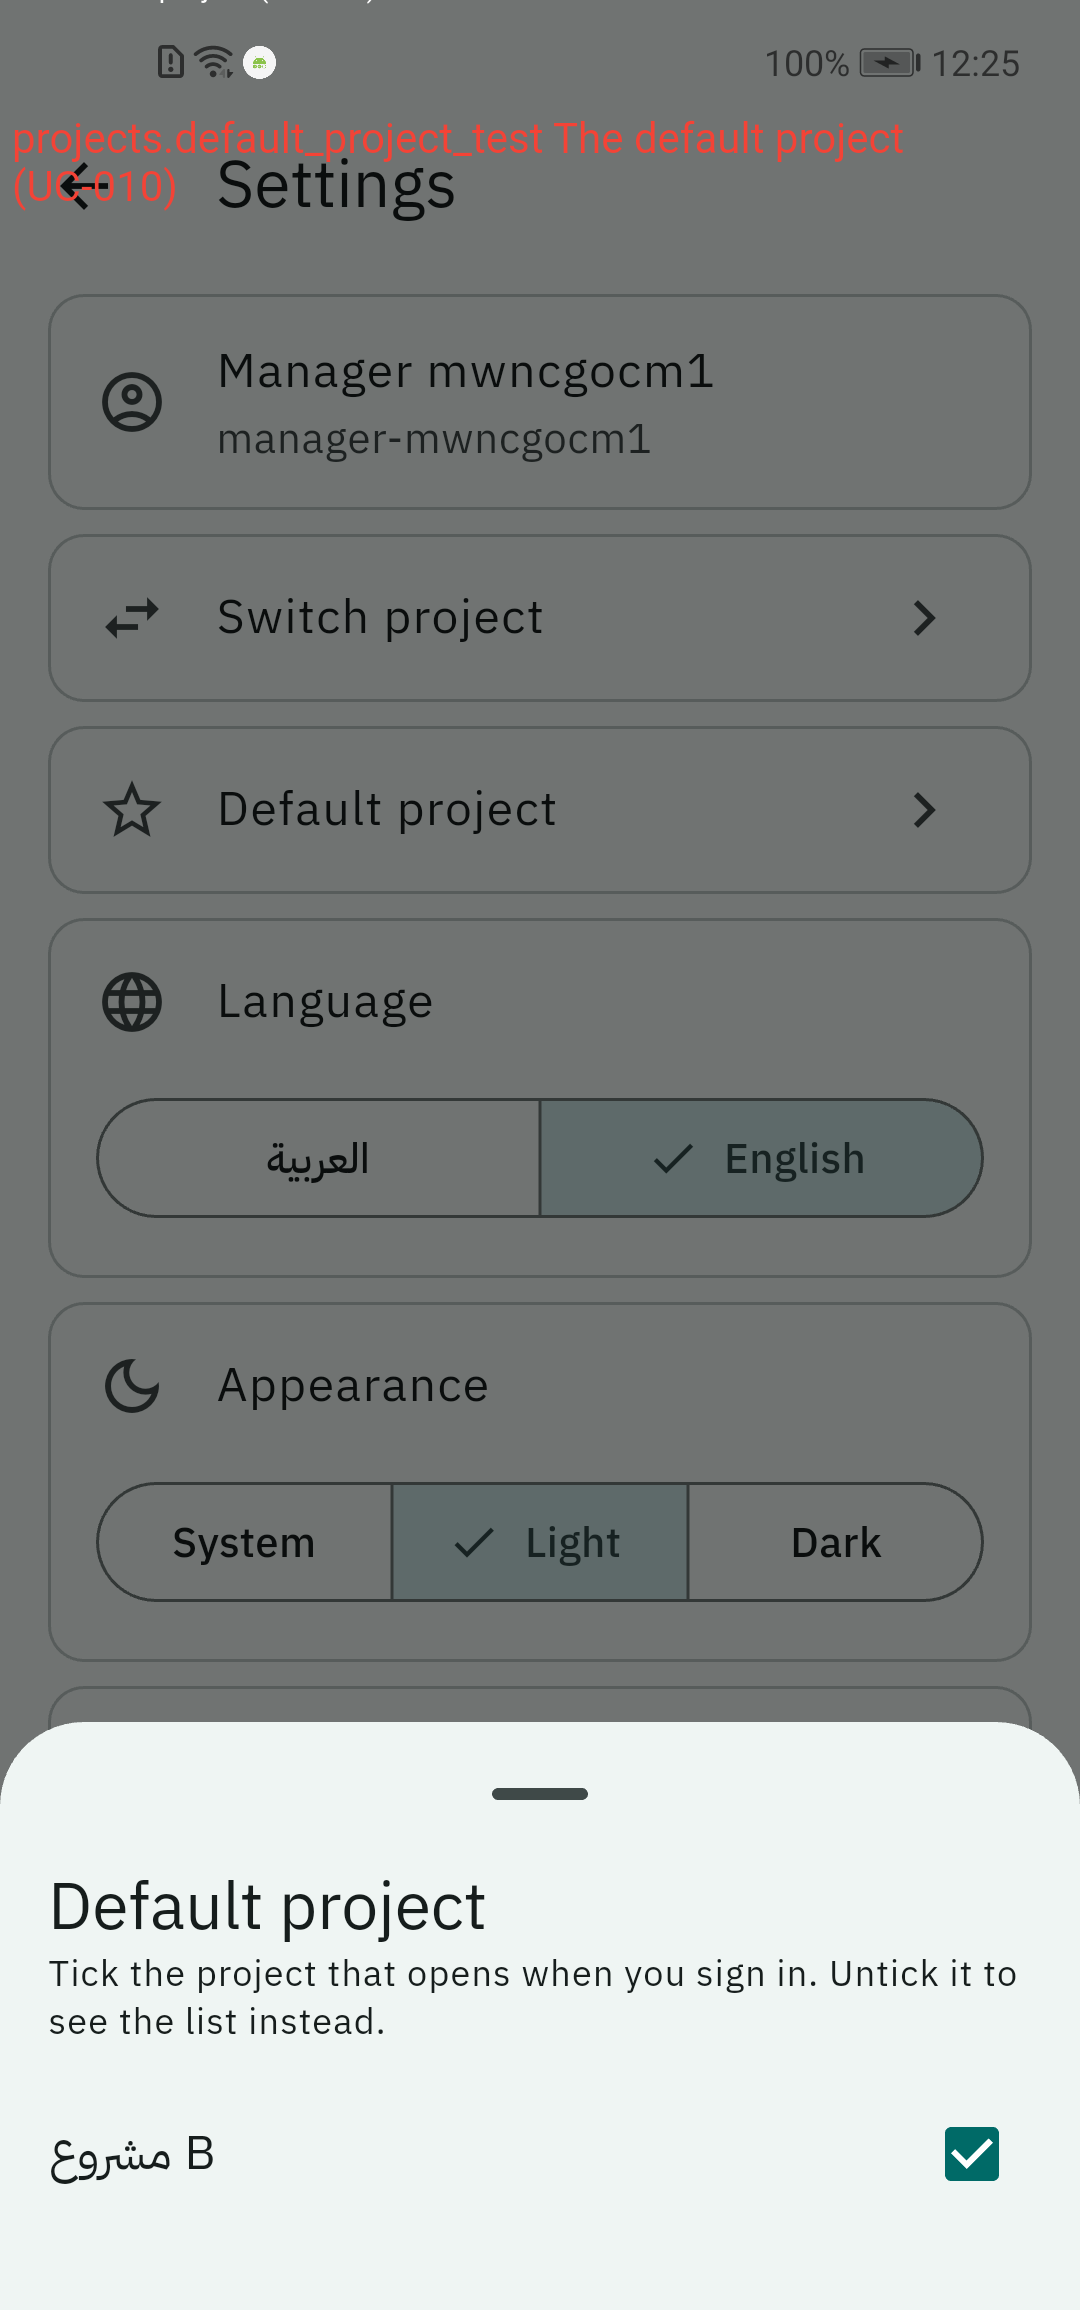 100% 12:25
projects.default_project_test The default project
(UC-010)
Settings
Manager mwncgocm1
manager-mwncgocm1
Switch project
Default project
Language
العربية
English
Appearance
System
Light
Dark
Default project
Tick the project that opens when you sign in. Untick it to
see the list instead.
مشروع B